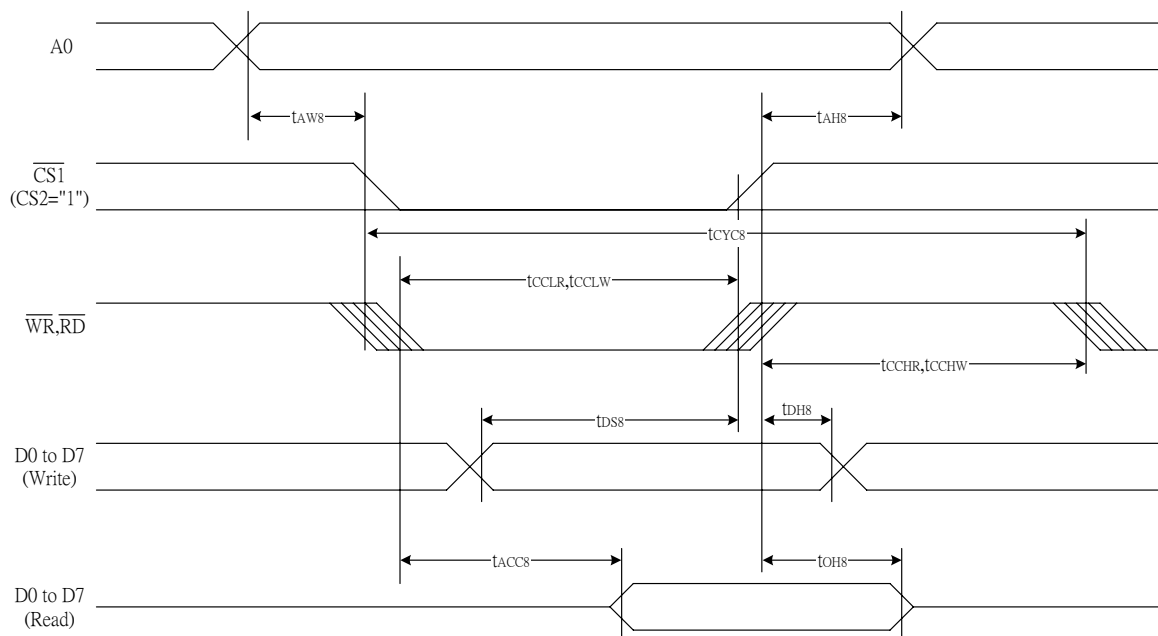 A0
tAW8
tAH8
CS1
(CS2="1")
tCYC8
tCCLR,tCCLW
WR,RD
tCCHR,tCCHW
tDS8
tDH8
D0 to D7
(Write)
tACC8
tOH8
D0 to D7
(Read)